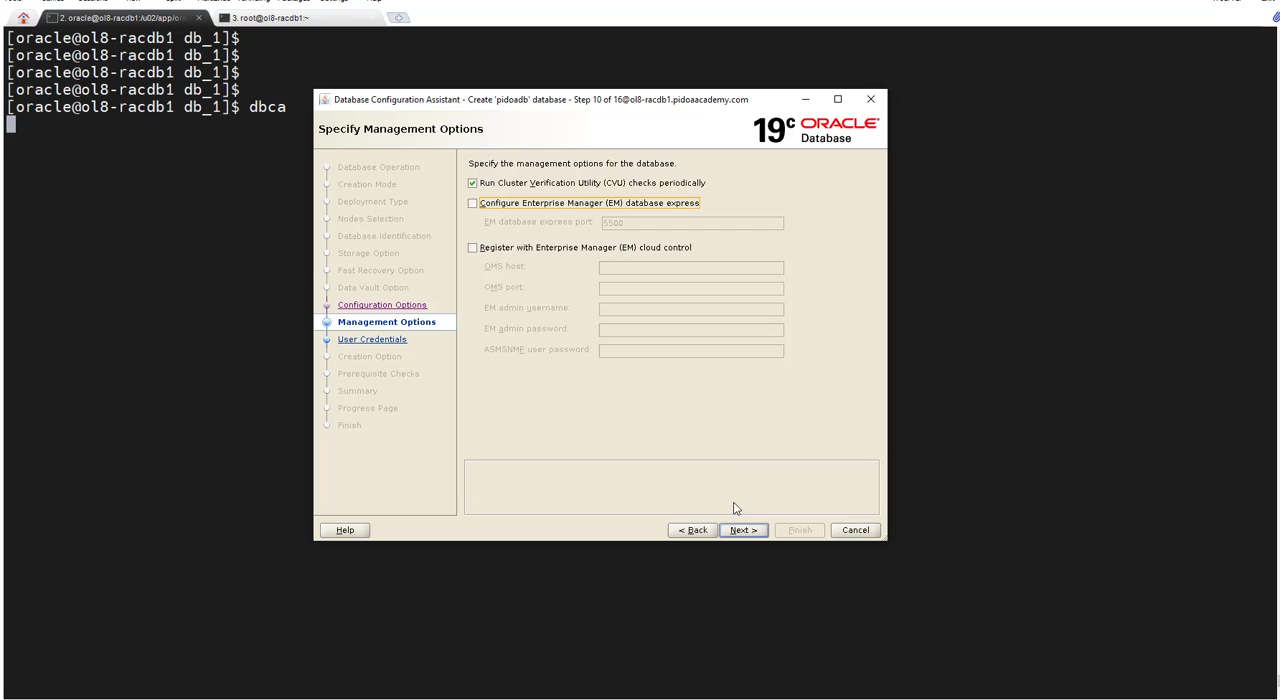 2. oracle@ol8-racdb1:/u02/app/or
3. root@ol8-racdb1:~
[oracle@ol8-racdb1 db_1]$
[oracle@ol8-racdb1 db_1]$
[oracle@ol8-racdb1 db_1]$
[oracle@ol8-racdb1 db_1]$
[oracle@ol8-racdb1 db_1]$ dbca
Database Configuration Assistant - Create 'pidoadb' database - Step 10 of 16@ol8-racdb1.pidoaacademy.com
Specify Management Options
19c ORACLE
Database
Database Operation
Creation Mode
Deployment Type
Nodes Selection
Database Identification
Storage Option
Fast Recovery Option
Data Vault Option
Configuration Options
Management Options
User Credentials
Creation Option
Prerequisite Checks
Summary
Progress Page
Finish
Specify the management options for the database.
Run Cluster Verification Utility (CVU) checks periodically
Configure Enterprise Manager (EM) database express
EM database express port: 5500
Register with Enterprise Manager (EM) cloud control
OMS host:
OMS port:
EM admin username:
EM admin password:
ASMSNMP user password:
Help
< Back
Next >
Finish
Cancel